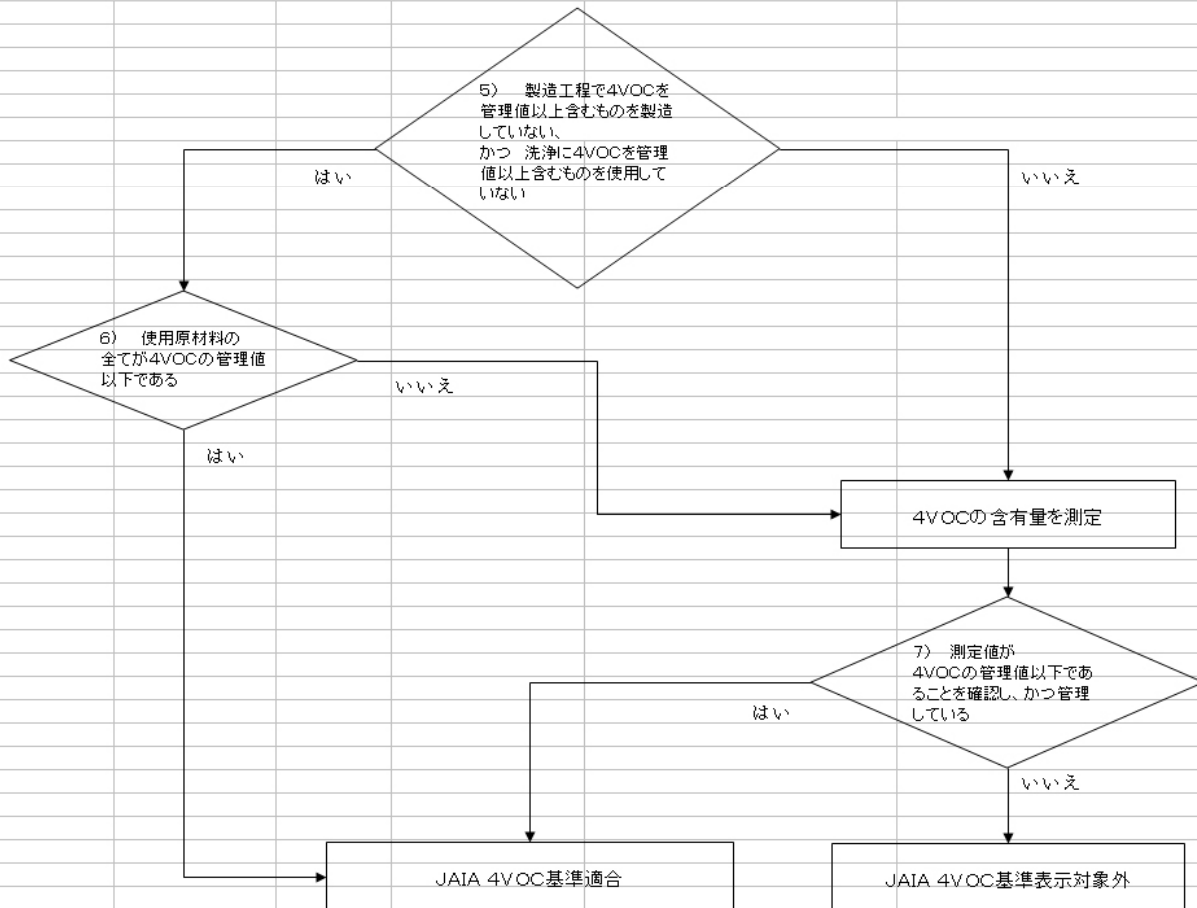 5）　製造工程で4VOCを
管理値以上含むものを製造
していない、
かつ　洗浄に4VOCを管理
値以上含むものを使用して
いない
はい
いいえ
6）　使用原材料の
全てが4VOCの管理値
以下である
いいえ
はい
4VOCの含有量を測定
7）　測定値が
4VOCの管理値以下であ
ることを確認し、かつ管理
している
はい
いいえ
JAIA 4VOC基準適合
JAIA 4VOC基準表示対象外